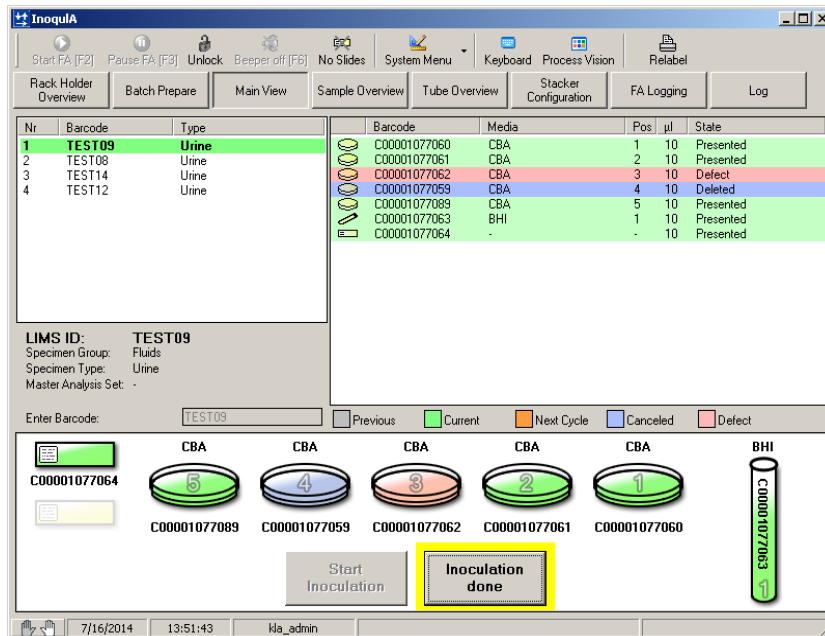 InoqulA
Start FA [F2] Pause FA [F3] Unlock Beeper off [F6] No Slides System Menu Keyboard Process Vision Relabel
Rack Holder Overview Batch Prepare Main View Sample Overview Tube Overview Stacker Configuration FA Logging Log
Nr Barcode Type
1 TEST09 Urine
2 TEST08 Urine
3 TEST14 Urine
4 TEST12 Urine
Barcode Media Pos µl State
C00001077060 CBA 1 10 Presented
C00001077061 CBA 2 10 Presented
C00001077062 CBA 3 10 Defect
C00001077059 CBA 4 10 Deleted
C00001077089 CBA 5 10 Presented
C00001077063 BHI 1 10 Presented
C00001077064 - - 10 Presented
LIMS ID: TEST09
Specimen Group: Fluids
Specimen Type: Urine
Master Analysis Set: -
Enter Barcode: TEST09
Previous Current Next Cycle Canceled Defect
CBA CBA CBA CBA CBA BHI
5 4 3 2 1
C00001077064
C00001077089 C00001077059 C00001077062 C00001077061 C00001077060
C00001077063
1
Start Inoculation
Inoculation done
7/16/2014 13:51:43 kla_admin